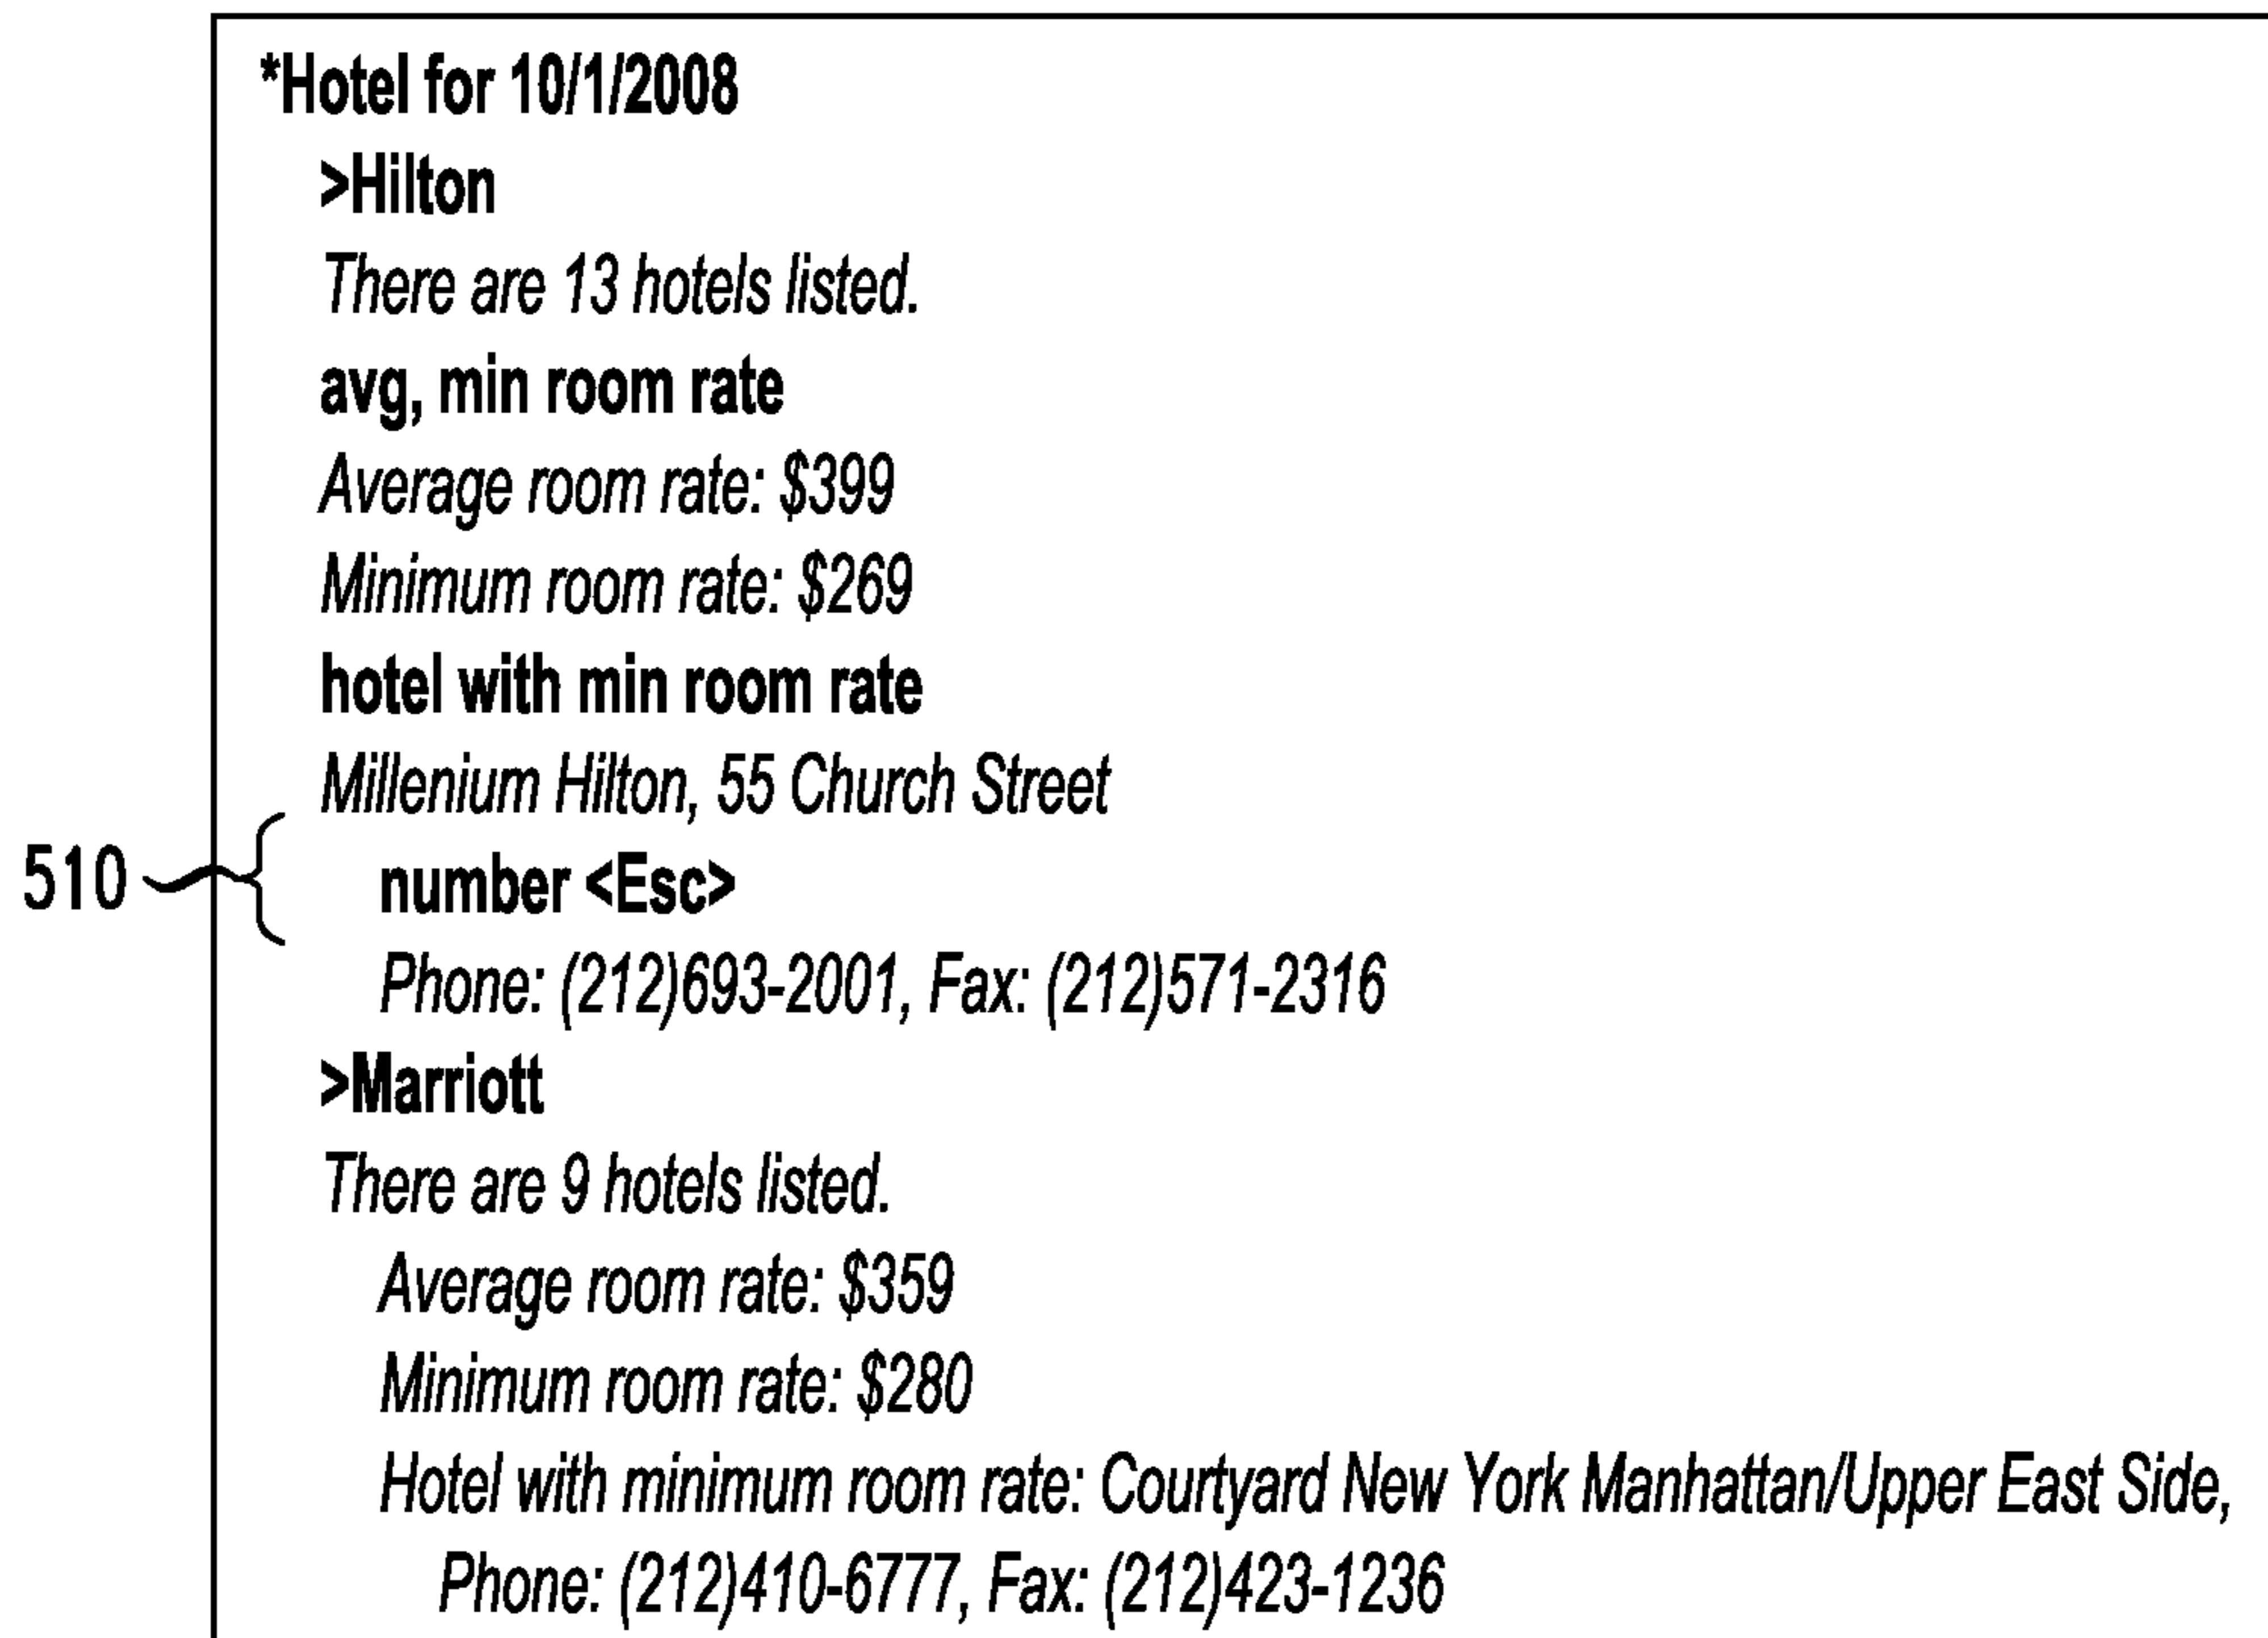 *Hotel for 10/1/2008
>Hilton
There are 13 hotels listed.
avg, min room rate
Average room rate: $399
Minimum room rate: $269
hotel with min room rate
Millenium Hilton, 55 Church Street
510
number <Esc>
Phone: (212)693-2001, Fax: (212)571-2316
>Marriott
There are 9 hotels listed.
Average room rate: $359
Minimum room rate: $280
Hotel with minimum room rate: Courtyard New York Manhattan/Upper East Side,
Phone: (212)410-6777, Fax: (212)423-1236